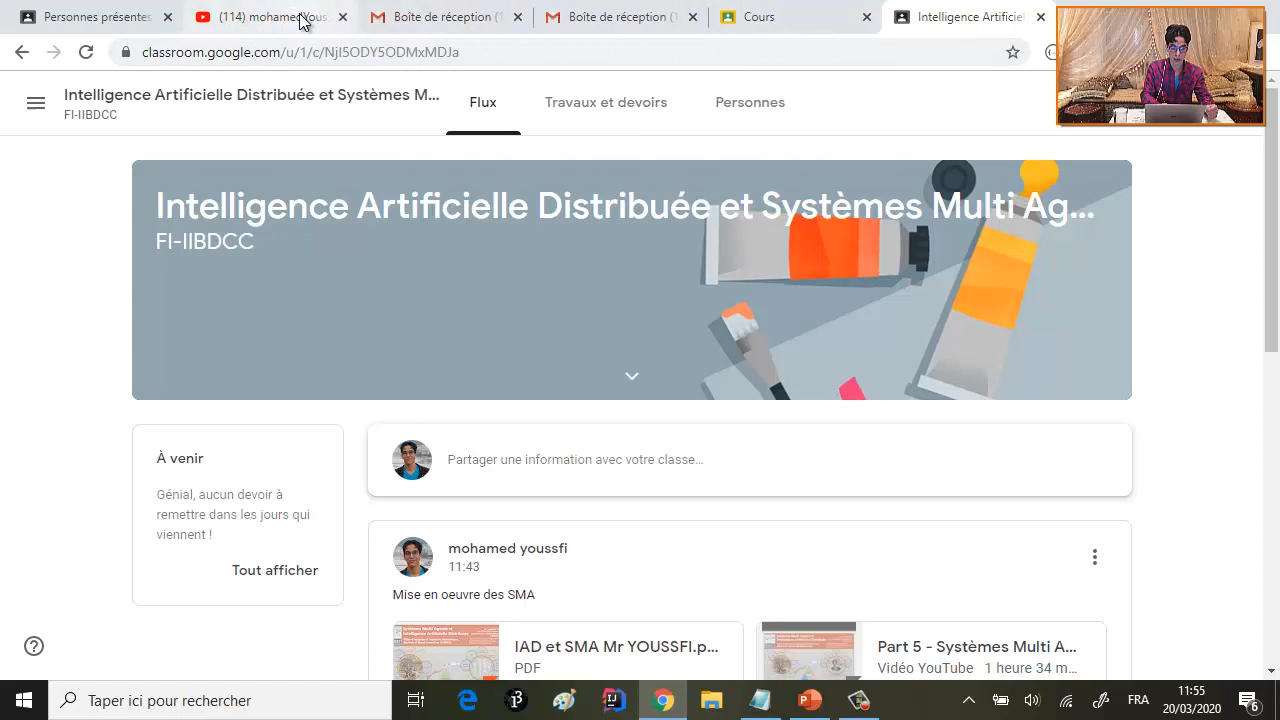 Personnes présentes
(114) mohamed yous
Boîte de réception (1
Boîte de réception (
Cours
Intelligence Artificiel
classroom.google.com/u/1/c/NjI5ODY5ODMxMDJa
Intelligence Artificielle Distribuée et Systèmes M...
FI-IIBDCC
Flux
Travaux et devoirs
Personnes
Intelligence Artificielle Distribuée et Systèmes Multi Ag...
FI-IIBDCC
À venir
Génial, aucun devoir à
remettre dans les jours qui
viennent !
Tout afficher
Partager une information avec votre classe...
mohamed youssfi
11:43
Mise en oeuvre des SMA
IAD et SMA Mr YOUSSFI.p...
PDF
Part 5 - Systèmes Multi A...
Vidéo YouTube 1 heure 34 m...
Taper ici pour rechercher
FRA
11:55
20/03/2020
6